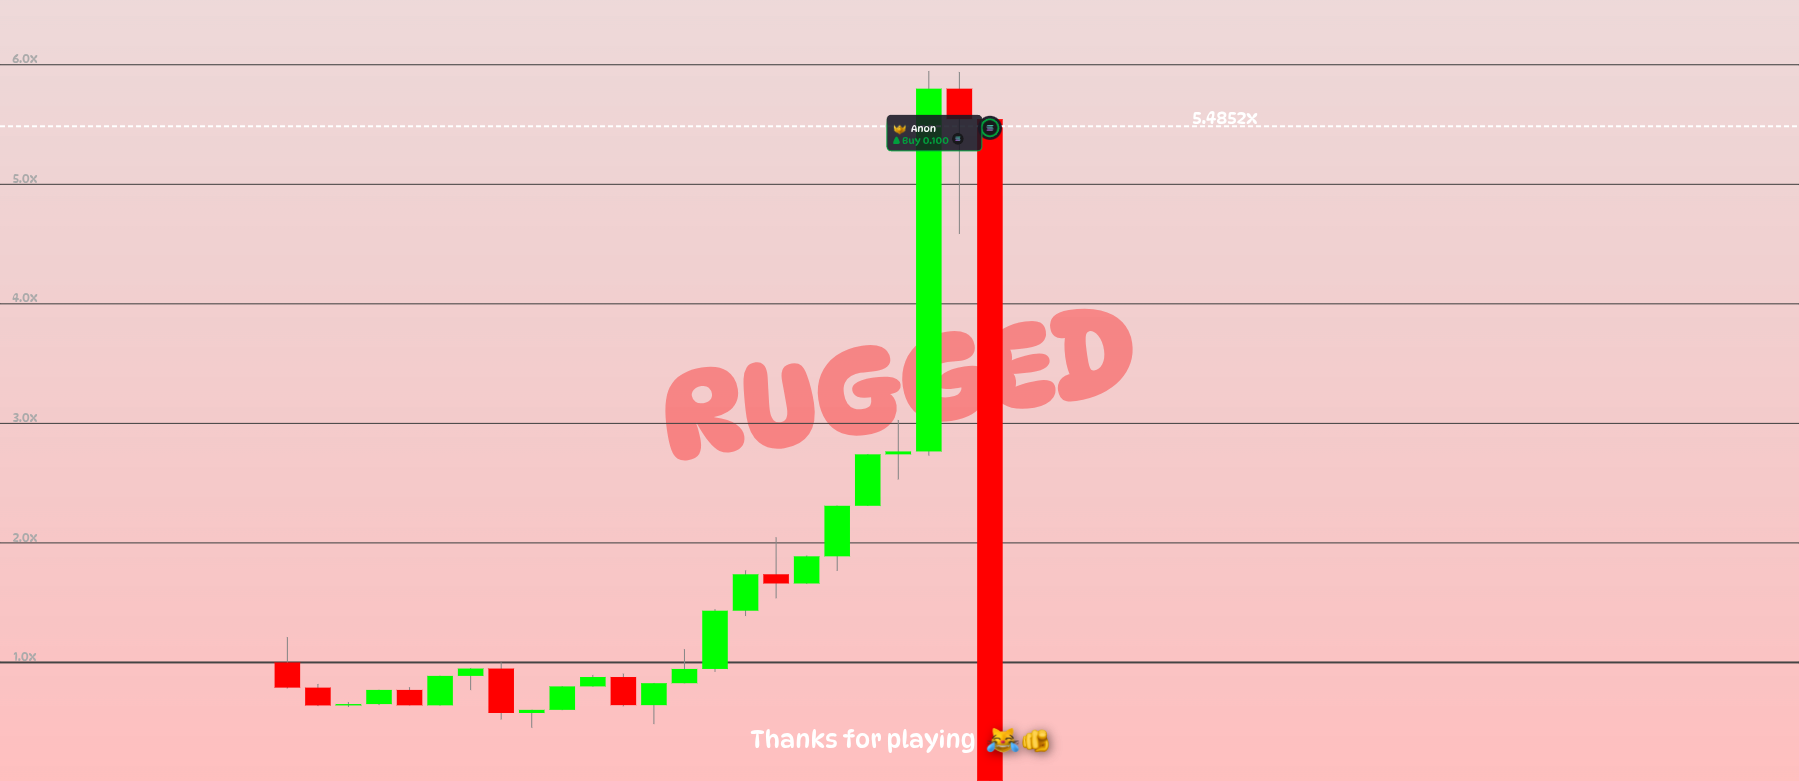 6.0x
5.4852x
Anon
Buy 0.100
5.0x
4.0x
RUGGED
3.0x
2.0x
1.0x
Thanks for playing 😹🫵